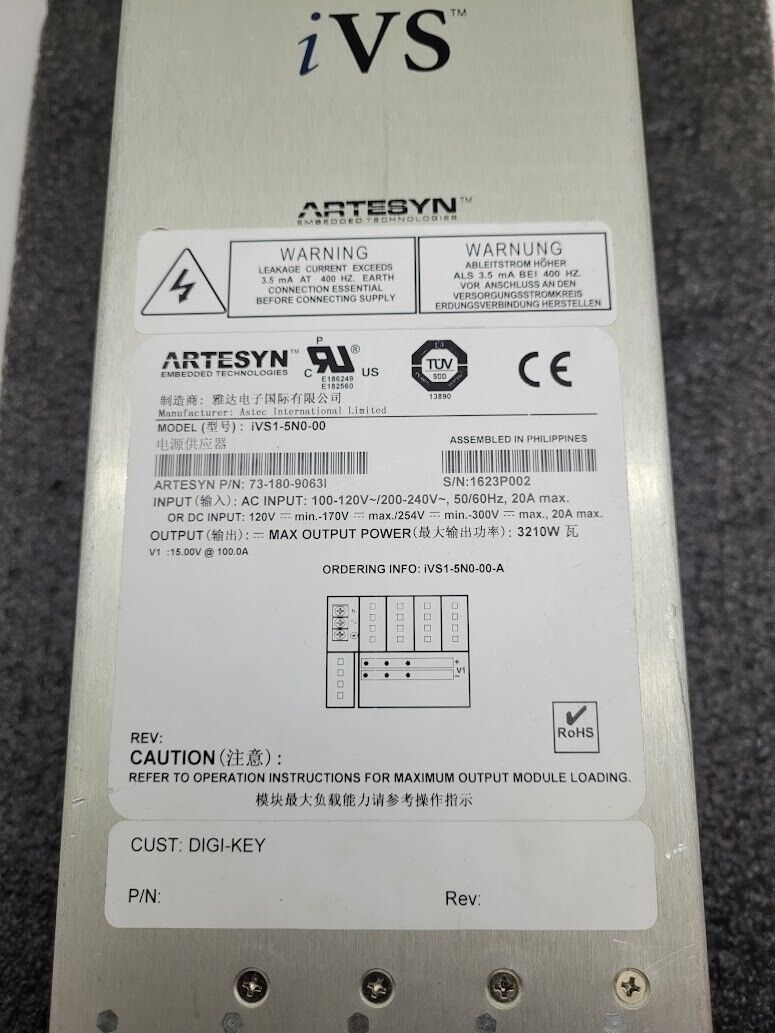 iVS™
ARTESYN™
EMBEDDED TECHNOLOGIES
WARNING
LEAKAGE CURRENT EXCEEDS
3.5 mA AT 400 HZ. EARTH
CONNECTION ESSENTIAL
BEFORE CONNECTING SUPPLY
WARNUNG
ABLEITSTROM HÖHER
ALS 3.5 mA BEI 400 HZ.
VOR ANSCHLUSS AN DEN
VERSORGUNGSSTROMKREIS
ERDUNGSVERBINDUNG HERSTELLEN
ARTESYN™
EMBEDDED TECHNOLOGIES
P
C UR® US
E186249
E182560
TÜV
SÜD
13890
CE
制造商: 雅达电子国际有限公司
Manufacturer: Astec International Limited
MODEL (型号) : iVS1-5N0-00
电源供应器
ASSEMBLED IN PHILIPPINES
ARTESYN P/N: 73-180-9063I
S/N:1623P002
INPUT (输入) : AC INPUT: 100-120V~/200-240V~, 50/60Hz, 20A max.
OR DC INPUT: 120V ⎓ min.-170V ⎓ max./254V ⎓ min.-300V ⎓ max., 20A max.
OUTPUT (输出): ⎓ MAX OUTPUT POWER(最大输出功率): 3210W 瓦
V1 :15.00V @ 100.0A
ORDERING INFO: iVS1-5N0-00-A
N
+
V1
−
RoHS
REV:
CAUTION (注意) :
REFER TO OPERATION INSTRUCTIONS FOR MAXIMUM OUTPUT MODULE LOADING.
模块最大负载能力请参考操作指示
CUST: DIGI-KEY
P/N:
Rev: